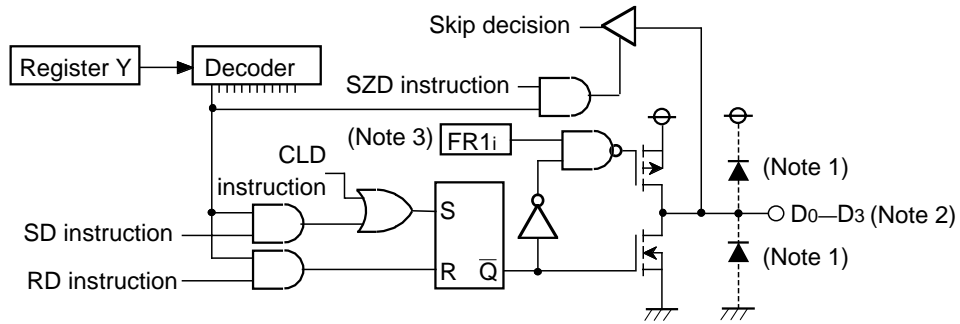 Skip decision
Register Y
Decoder
SZD instruction
(Note 3)
FR1i
CLD
instruction
(Note 1)
S
D0—D3 (Note 2)
SD instruction
(Note 1)
R
Q̅
RD instruction